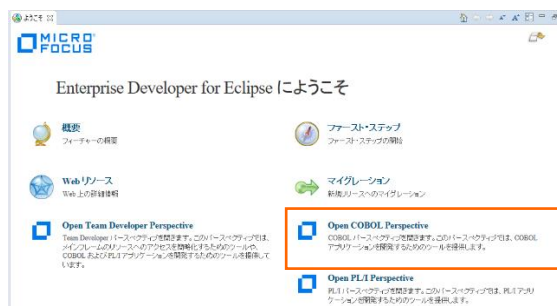 ようこそ
MICRO
FOCUS
Enterprise Developer for Eclipse にようこそ
概要
フィーチャーの概要
ファースト・ステップ
ファースト・ステップの開始
Web リソース
Web 上の詳細情報
マイグレーション
新規リリースへのマイグレーション
Open Team Developer Perspective
Team Developer パースペクティブを開きます。このパースペクティブでは、
メインフレームのリソースへのアクセスを簡略化するためのツールや、
COBOL および PL/I アプリケーションを開発するためのツールを提供して
います。
Open COBOL Perspective
COBOL パースペクティブを開きます。このパースペクティブでは、COBOL
アプリケーションを開発するためのツールを提供します。
Open PL/I Perspective
PL/I パースペクティブを開きます。このパースペクティブでは、PL/I アプリ
ケーションを開発するためのツールを提供します。